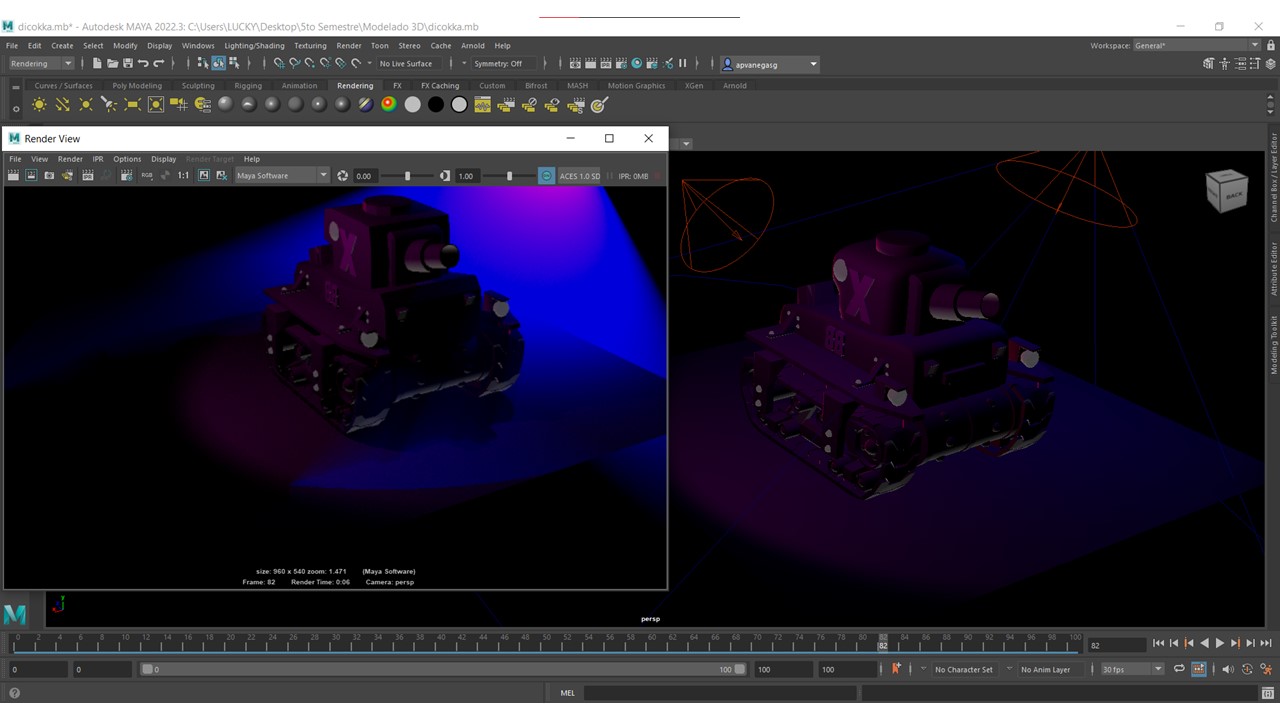 dicokka.mb* - Autodesk MAYA 2022.3: C:\Users\LUCKY\Desktop\5to Semestre\Modelado 3D\dicokka.mb
File Edit Create Select Modify Display Windows Lighting/Shading Texturing Render Toon Stereo Cache Arnold Help Workspace: General*
Rendering No Live Surface Symmetry: Off apvanegasg
Curves / Surfaces Poly Modeling Sculpting Rigging Animation Rendering FX FX Caching Custom Bifrost MASH Motion Graphics XGen Arnold
Render View
File View Render IPR Options Display Render Target Help
RGB 1:1 Maya Software 0.00 1.00 ACES 1.0 SD IPR: 0MB
X
X
BACK
Channel Box / Layer Editor
Attribute Editor
Modeling Toolkit
size: 960 x 540 zoom: 1.471 (Maya Software)
Frame: 82 Render Time: 0:06 Camera: persp
y
persp
0 2 4 6 8 10 12 14 16 18 20 22 24 26 28 30 32 34 36 38 40 42 44 46 48 50 52 54 56 58 60 62 64 66 68 70 72 74 76 78 80 82 84 86 88 90 92 94 96 98 100
82 82
0 0 0 100 100 100 No Character Set No Anim Layer 30 fps
MEL